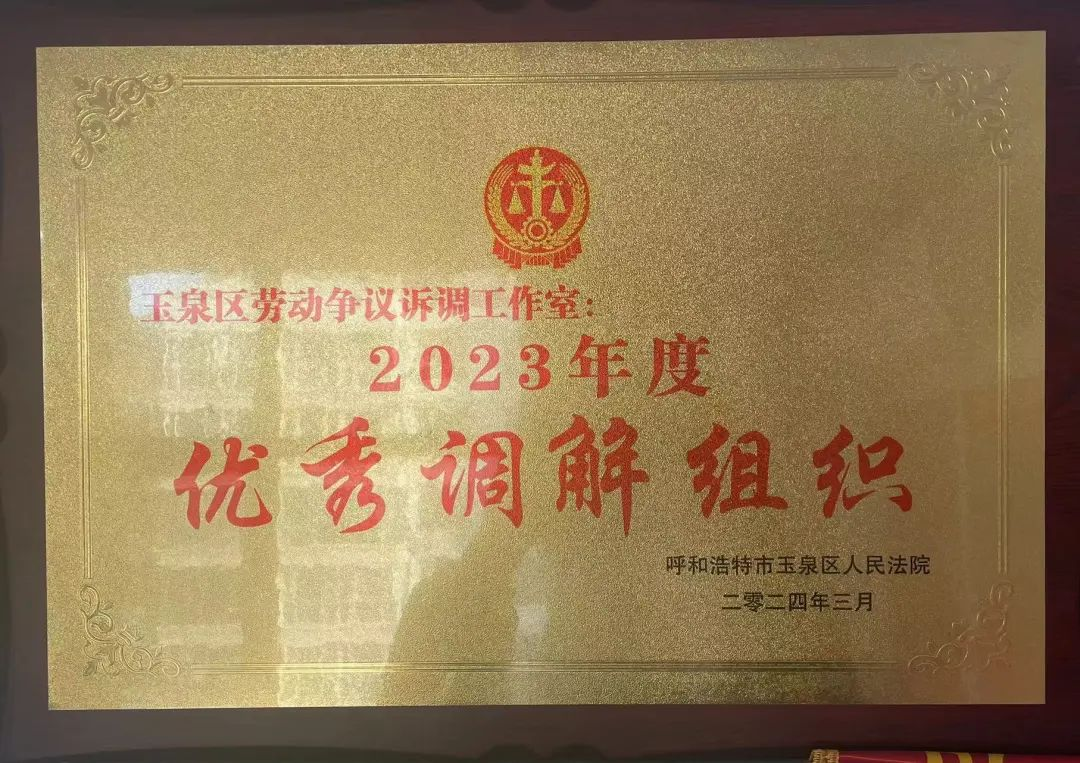 玉泉区劳动争议诉调工作室：
2023年度
优秀调解组织
呼和浩特市玉泉区人民法院
二零二四年三月